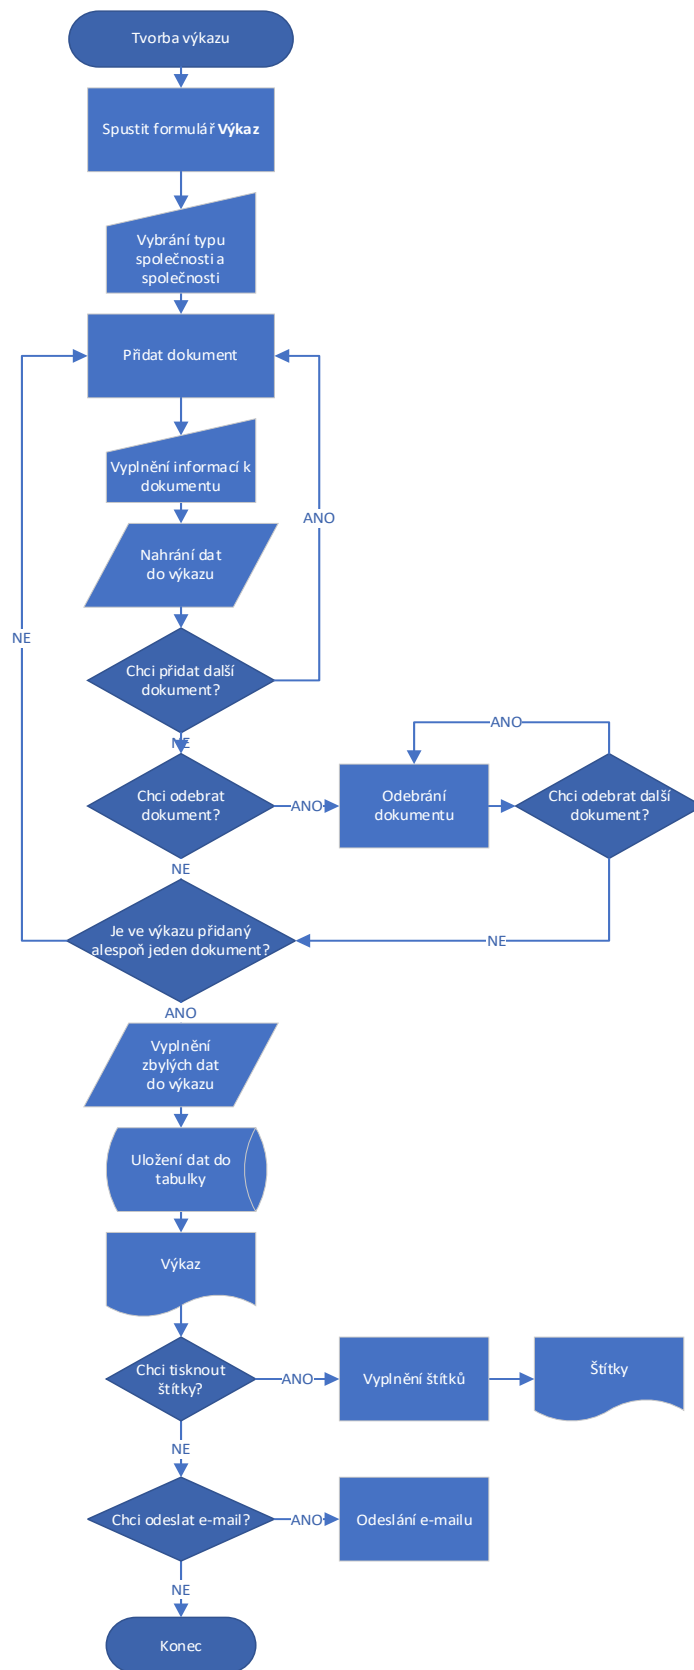 Tvorba výkazu
Spustit formulář Výkaz
Vybrání typu
společnosti a
společnosti
Přidat dokument
Vyplnění informací k
dokumentu
ANO
Nahrání dat
do výkazu
NE
Chci přidat další
dokument?
NE
ANO
Chci odebrat
dokument?
ANO
Odebrání
dokumentu
Chci odebrat další
dokument?
NE
Je ve výkazu přidaný
alespoň jeden dokument?
NE
ANO
Vyplnění
zbylých dat
do výkazu
Uložení dat do
tabulky
Výkaz
Chci tisknout
štítky?
ANO
Vyplnění štítků
Štítky
NE
Chci odeslat e-mail?
ANO
Odeslání e-mailu
NE
Konec